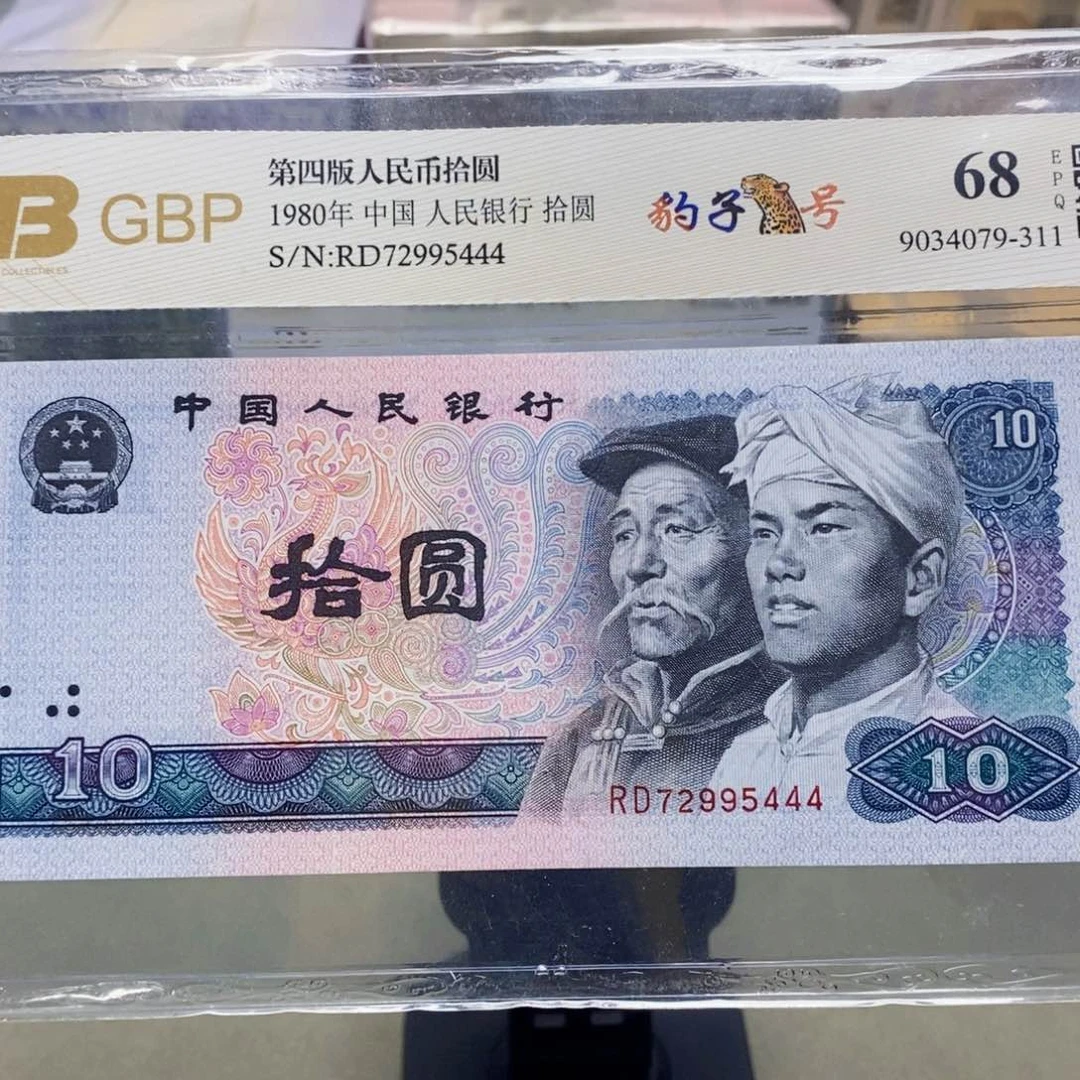 GBP
COLLECTIBLES
第四版人民币拾圆
1980年 中国 人民银行 拾圆
S/N:RD72995444
豹子号
68
EPQ
9034079-311
中国人民银行
10
拾圆
10
RD72995444
10